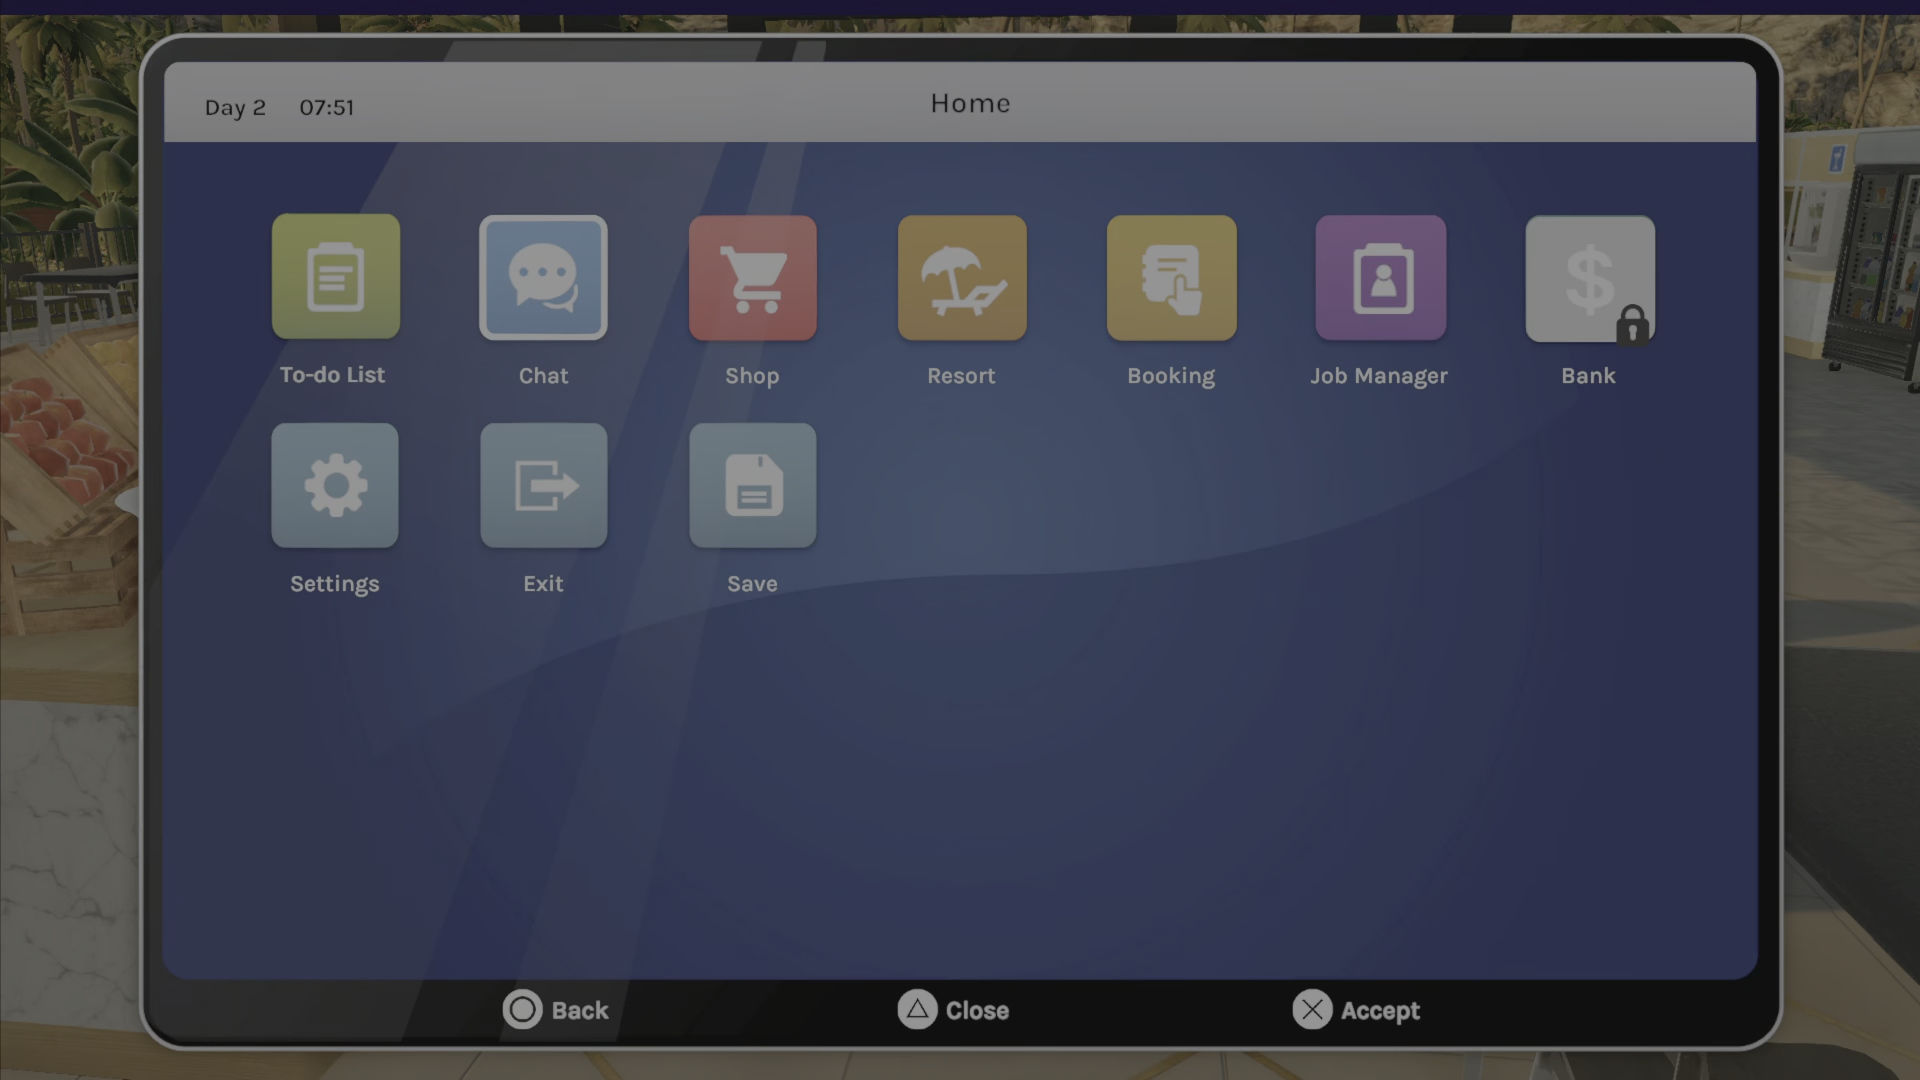 Day 2 07:51
Home
To-do List
Chat
Shop
Resort
Booking
Job Manager
Bank
Settings
Exit
Save
Back
Close
Accept